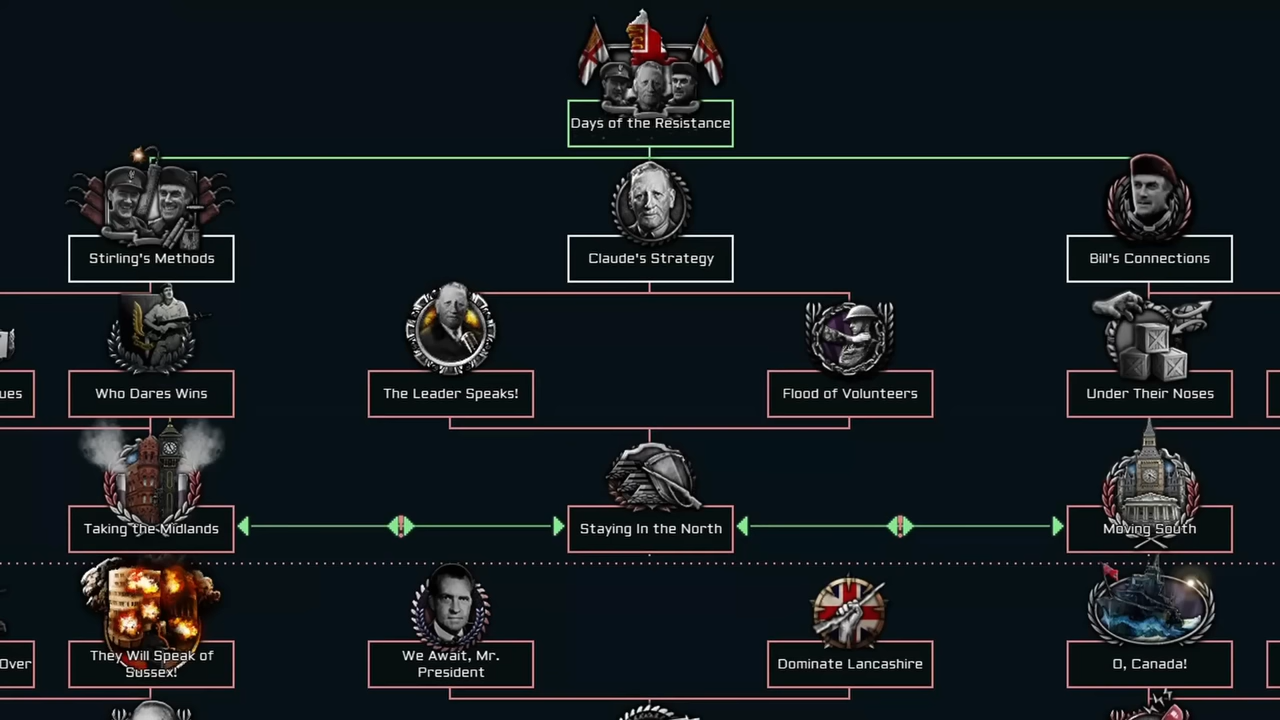 Days of the Resistance
Stirling's Methods
Claude's Strategy
Bill's Connections
ues
Who Dares Wins
The Leader Speaks!
Flood of Volunteers
Under Their Noses
Taking the Midlands
Staying In the North
Moving South
Over
They Will Speak of
Sussex!
We Await, Mr.
President
Dominate Lancashire
O, Canada!